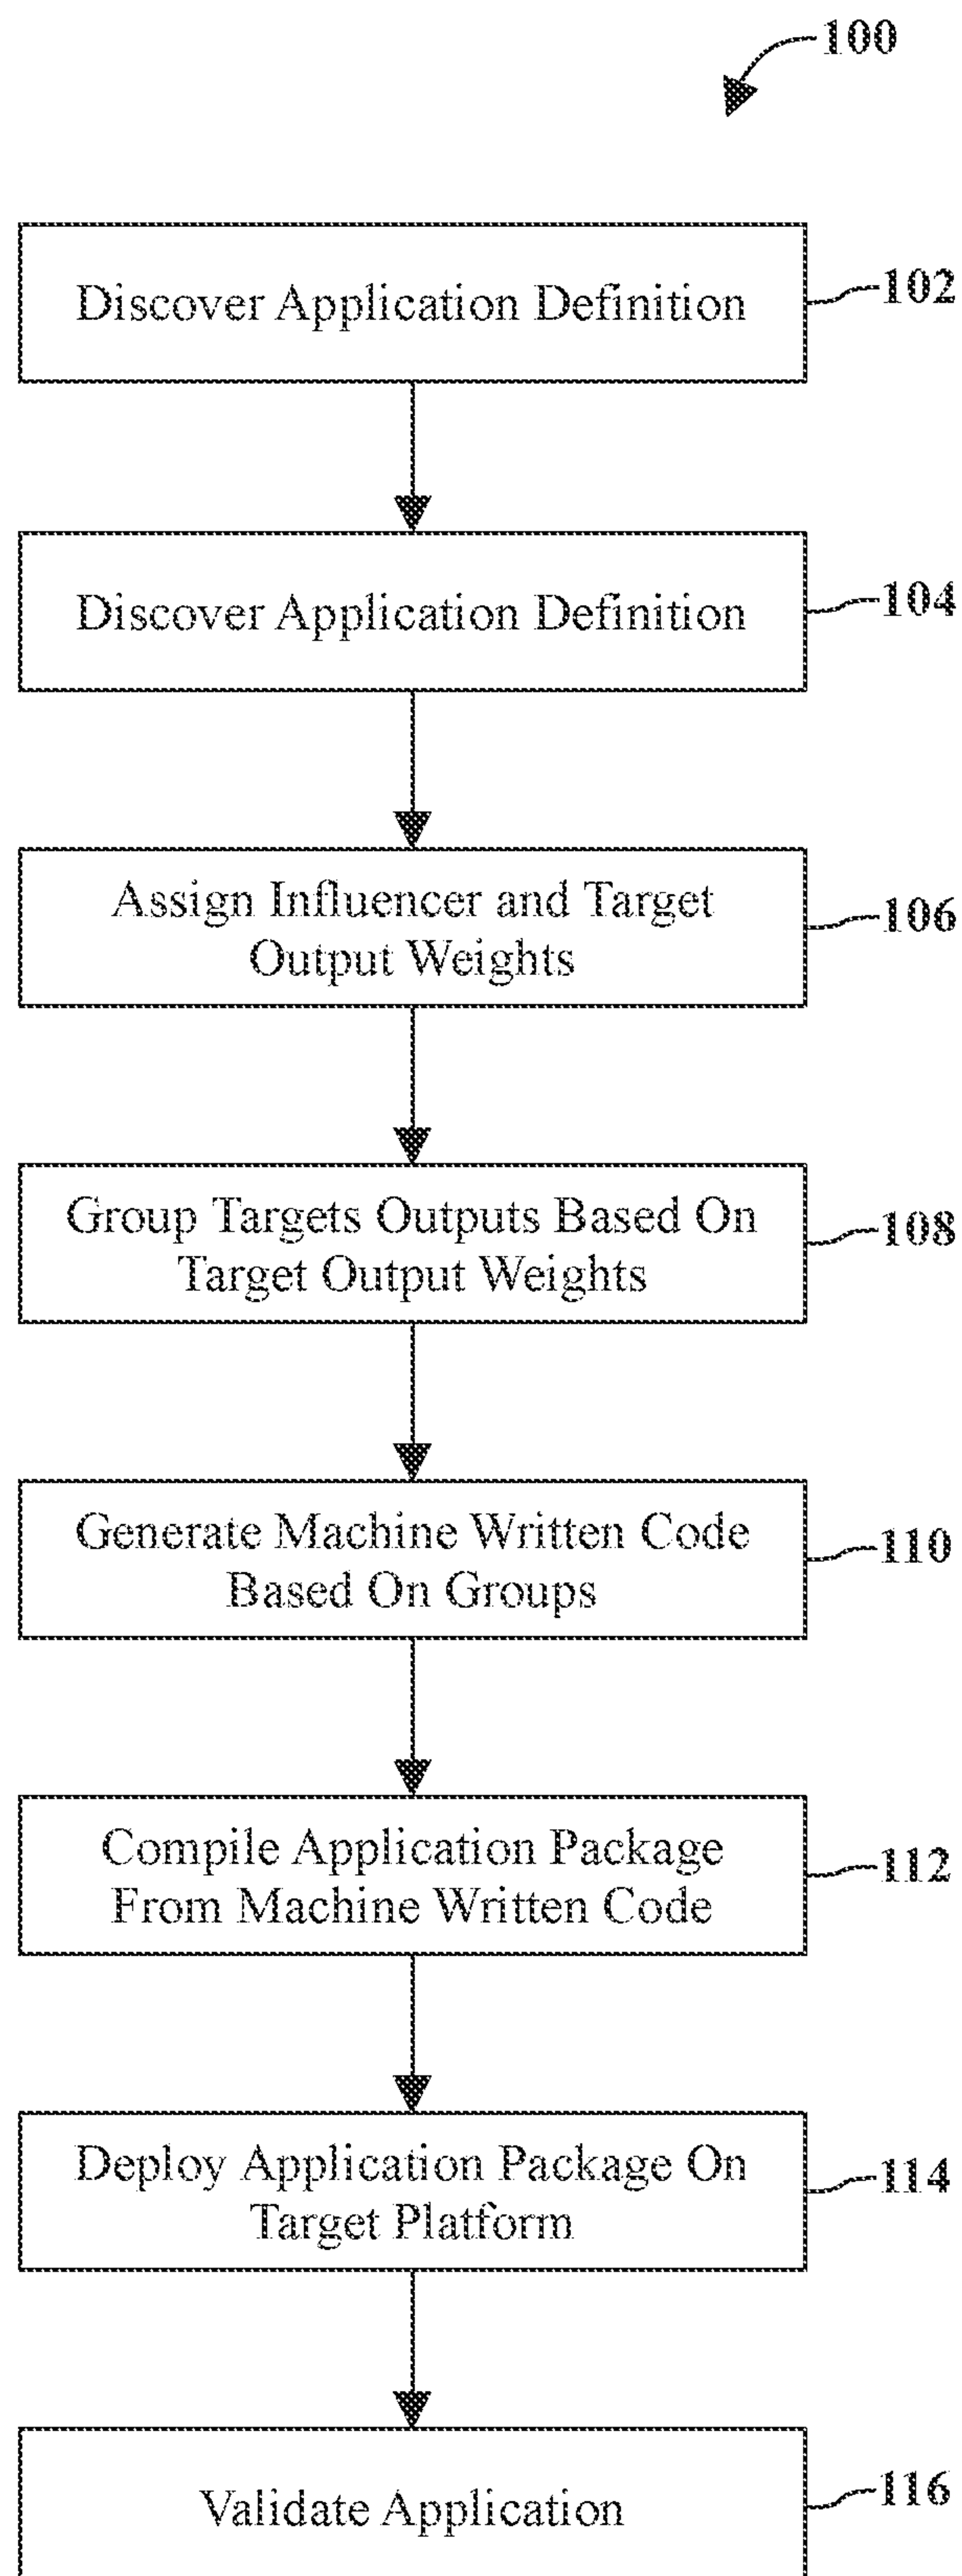 100
Discover Application Definition
102
Discover Application Definition
104
Assign Influencer and Target
Output Weights
106
Group Targets Outputs Based On
Target Output Weights
108
Generate Machine Written Code
Based On Groups
110
Compile Application Package
From Machine Written Code
112
Deploy Application Package On
Target Platform
114
Validate Application
116